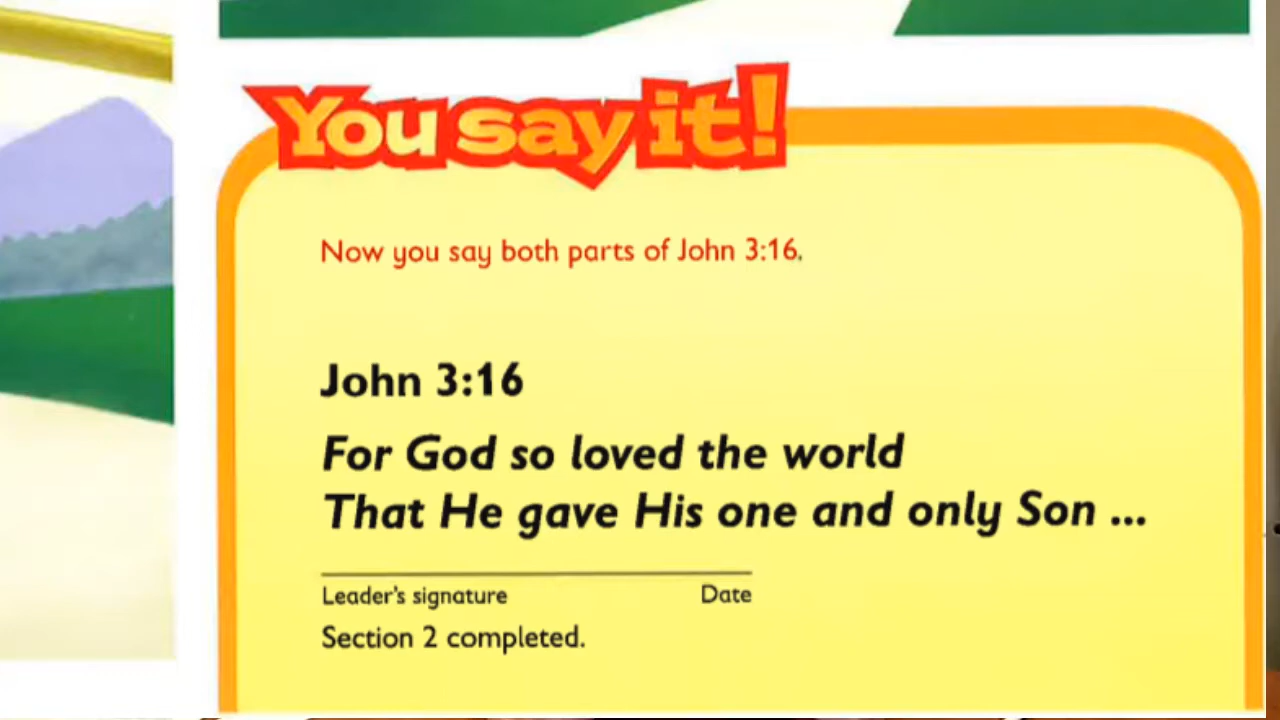 You say it!
Now you say both parts of John 3:16.
John 3:16
For God so loved the world
That He gave His one and only Son ...
Leader's signature Date
Section 2 completed.